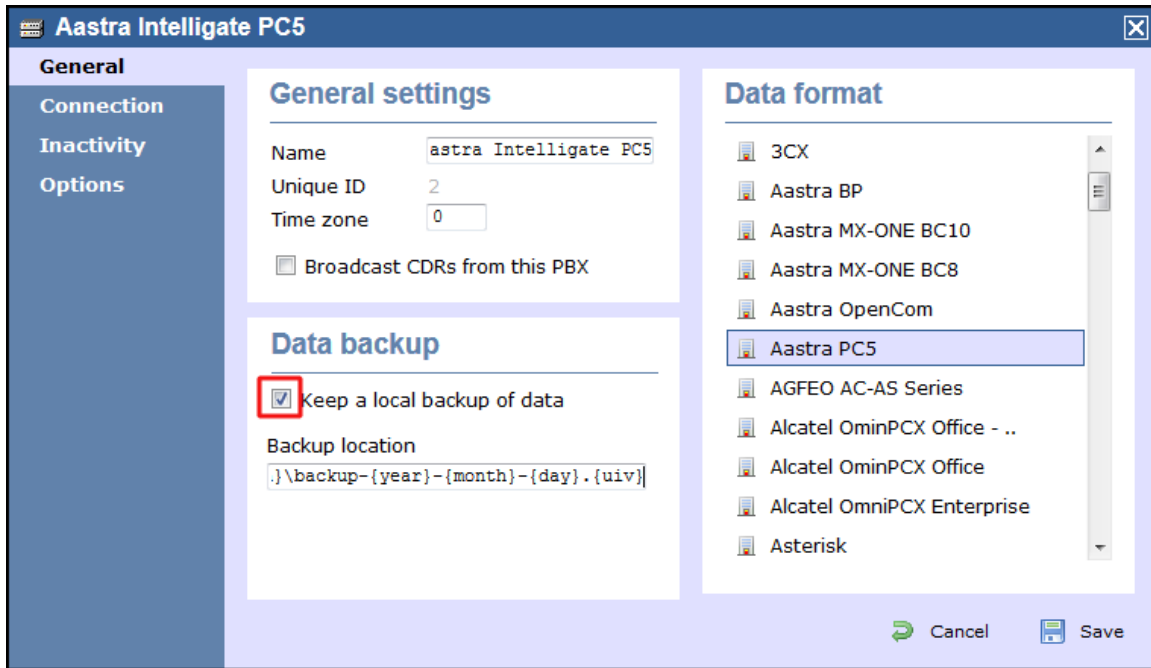 Aastra Intelligate PC5
General
Connection
Inactivity
Options
General settings
Name astra Intelligate PC5
Unique ID 2
Time zone 0
Broadcast CDRs from this PBX
Data backup
Keep a local backup of data
Backup location
.}\backup-{year}-{month}-{day}.{uiv}
Data format
3CX
Aastra BP
Aastra MX-ONE BC10
Aastra MX-ONE BC8
Aastra OpenCom
Aastra PC5
AGFEO AC-AS Series
Alcatel OminPCX Office - ..
Alcatel OminPCX Office
Alcatel OmniPCX Enterprise
Asterisk
Cancel
Save